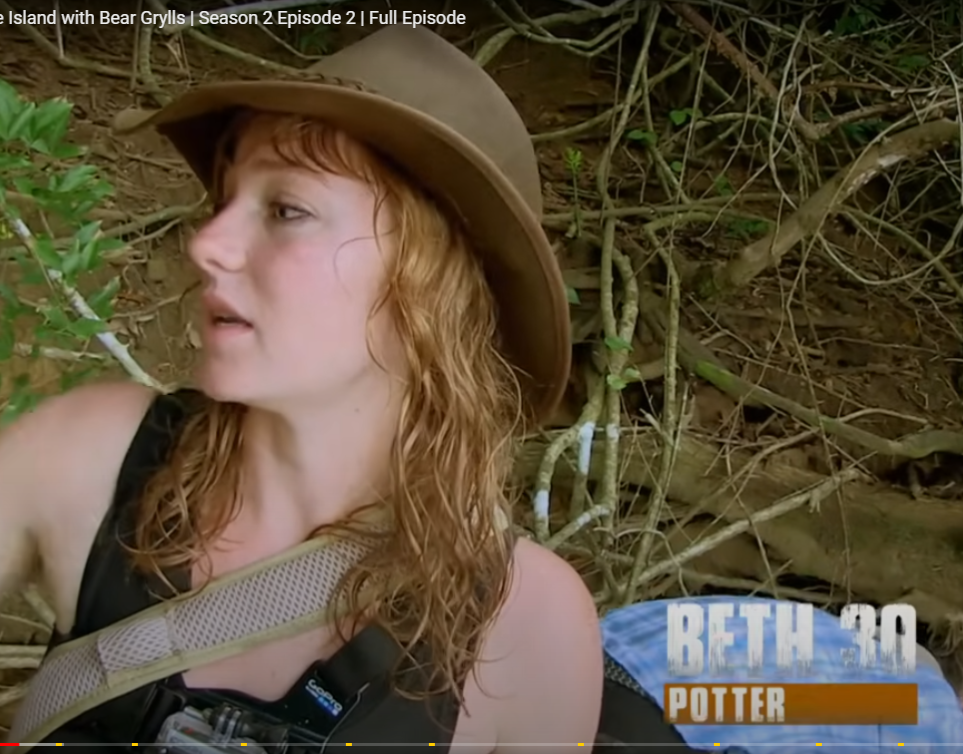 e Island with Bear Grylls | Season 2 Episode 2 | Full Episode
GoPro
BETH 30
POTTER